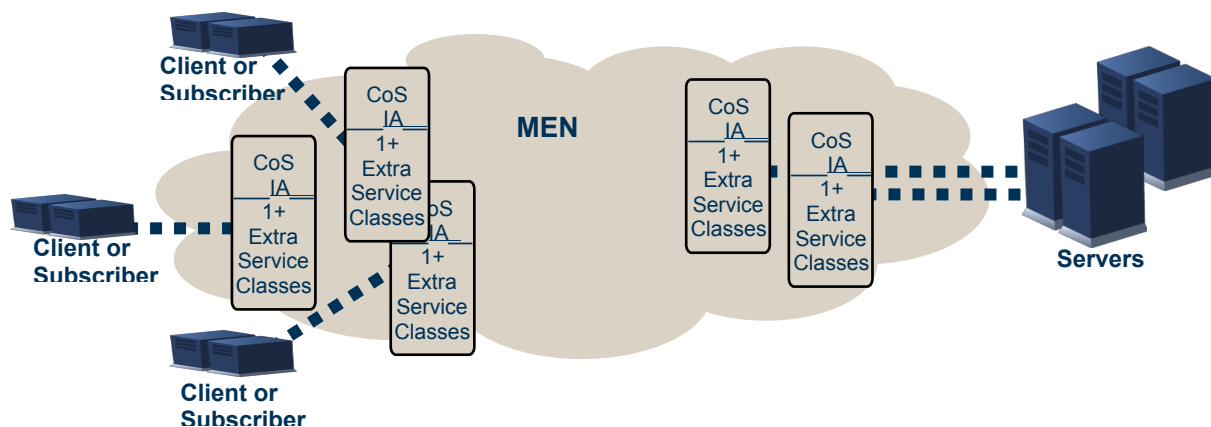 Client or
Subscriber
CoS
IA
1+
Extra
Service
Classes
MEN
CoS
IA
1+
Extra
Service
Classes
CoS
IA
1+
Extra
Service
Classes
Client or
Subscriber
CoS
IA
1+
Extra
Service
Classes
CoS
IA
1+
Extra
Service
Classes
Servers
Client or
Subscriber